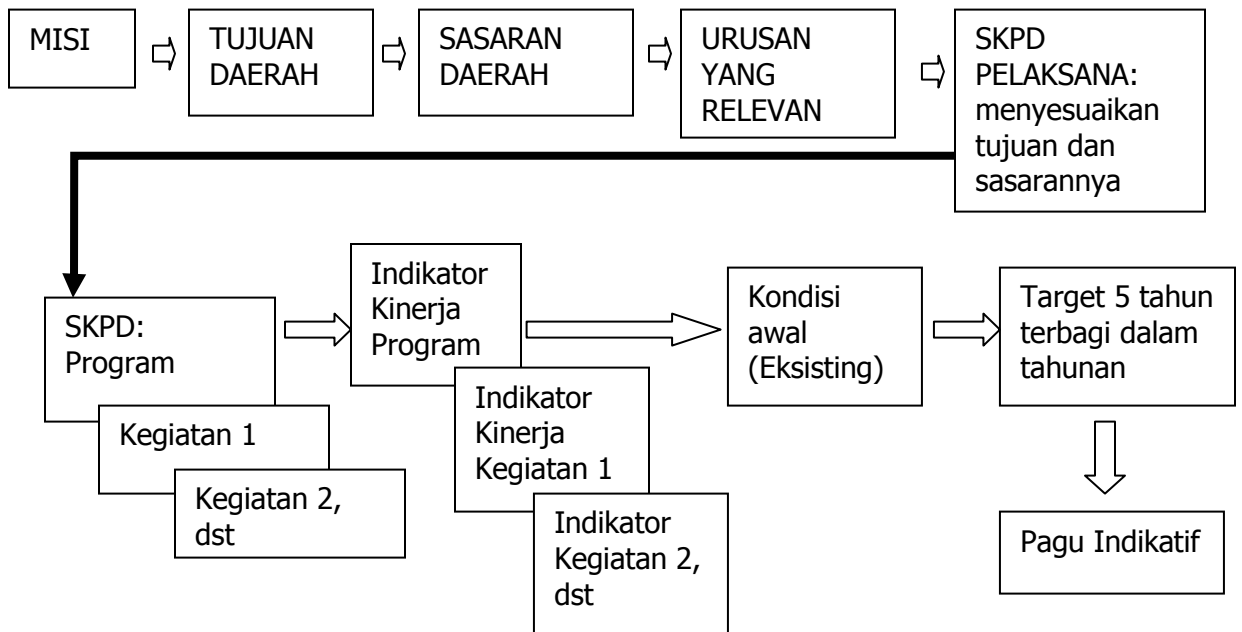 MISI
TUJUAN
DAERAH
SASARAN
DAERAH
URUSAN
YANG
RELEVAN
SKPD
PELAKSANA:
menyesuaikan
tujuan dan
sasarannya
SKPD:
Program
Kegiatan 1
Kegiatan 2,
dst
Indikator
Kinerja
Program
Indikator
Kinerja
Kegiatan 1
Indikator
Kegiatan 2,
dst
Kondisi
awal
(Eksisting)
Target 5 tahun
terbagi dalam
tahunan
Pagu Indikatif